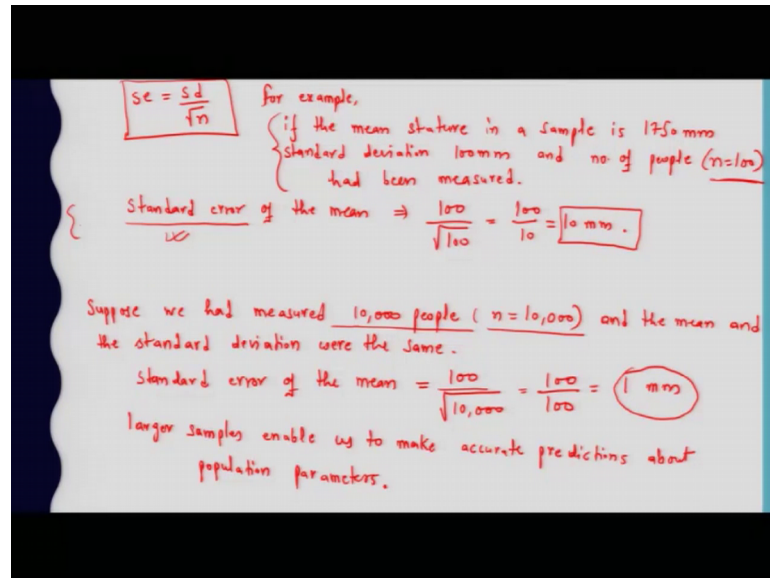 se = sd/√n for example,
{if the mean stature in a sample is 1750 mm
standard deviation 100mm and no. of people (n=100)
had been measured.
{ Standard error of the mean ⇒ 100/√100 = 100/10 = 10 mm.
Suppose we had measured 10,000 people (n=10,000) and the mean and
the standard deviation were the same.
Standard error of the mean = 100/√10,000 = 100/100 = 1 mm
larger samples enable us to make accurate predictions about
population parameters.